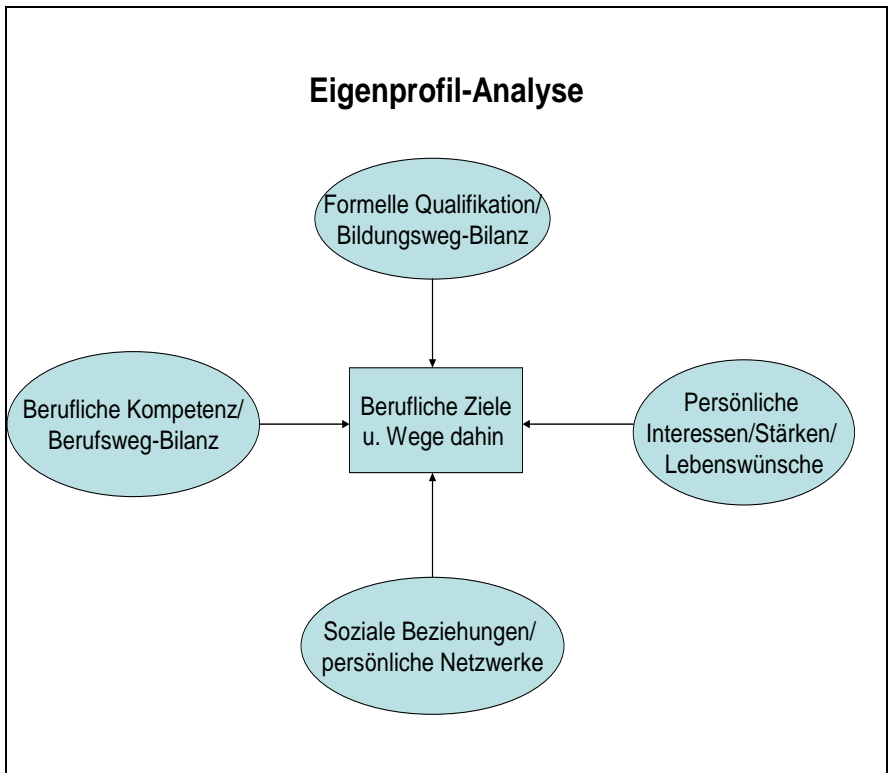 Eigenprofil-Analyse
Formelle Qualifikation/
Bildungsweg-Bilanz
Berufliche Kompetenz/
Berufsweg-Bilanz
Berufliche Ziele
u. Wege dahin
Persönliche
Interessen/Stärken/
Lebenswünsche
Soziale Beziehungen/
persönliche Netzwerke